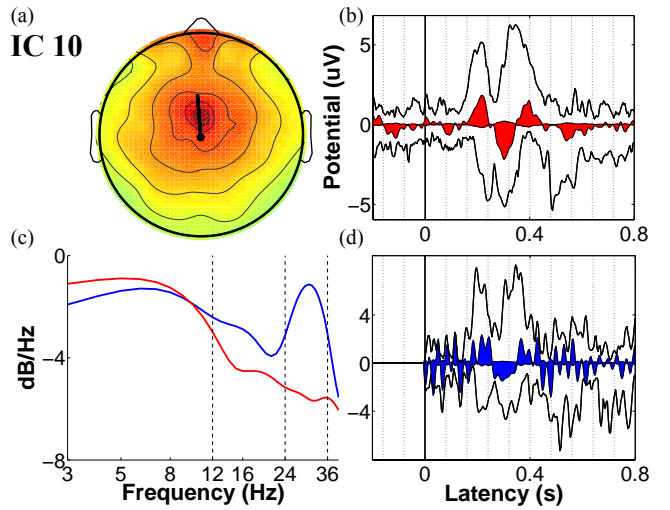 (a)
IC 10
(b)
Potential (uV)
5
0
−5
0 0.4 0.8
(c)
dB/Hz
0
−4
−8
3 5 8 12 16 24 36
Frequency (Hz)
(d)
4
0
−4
0 0.4 0.8
Latency (s)